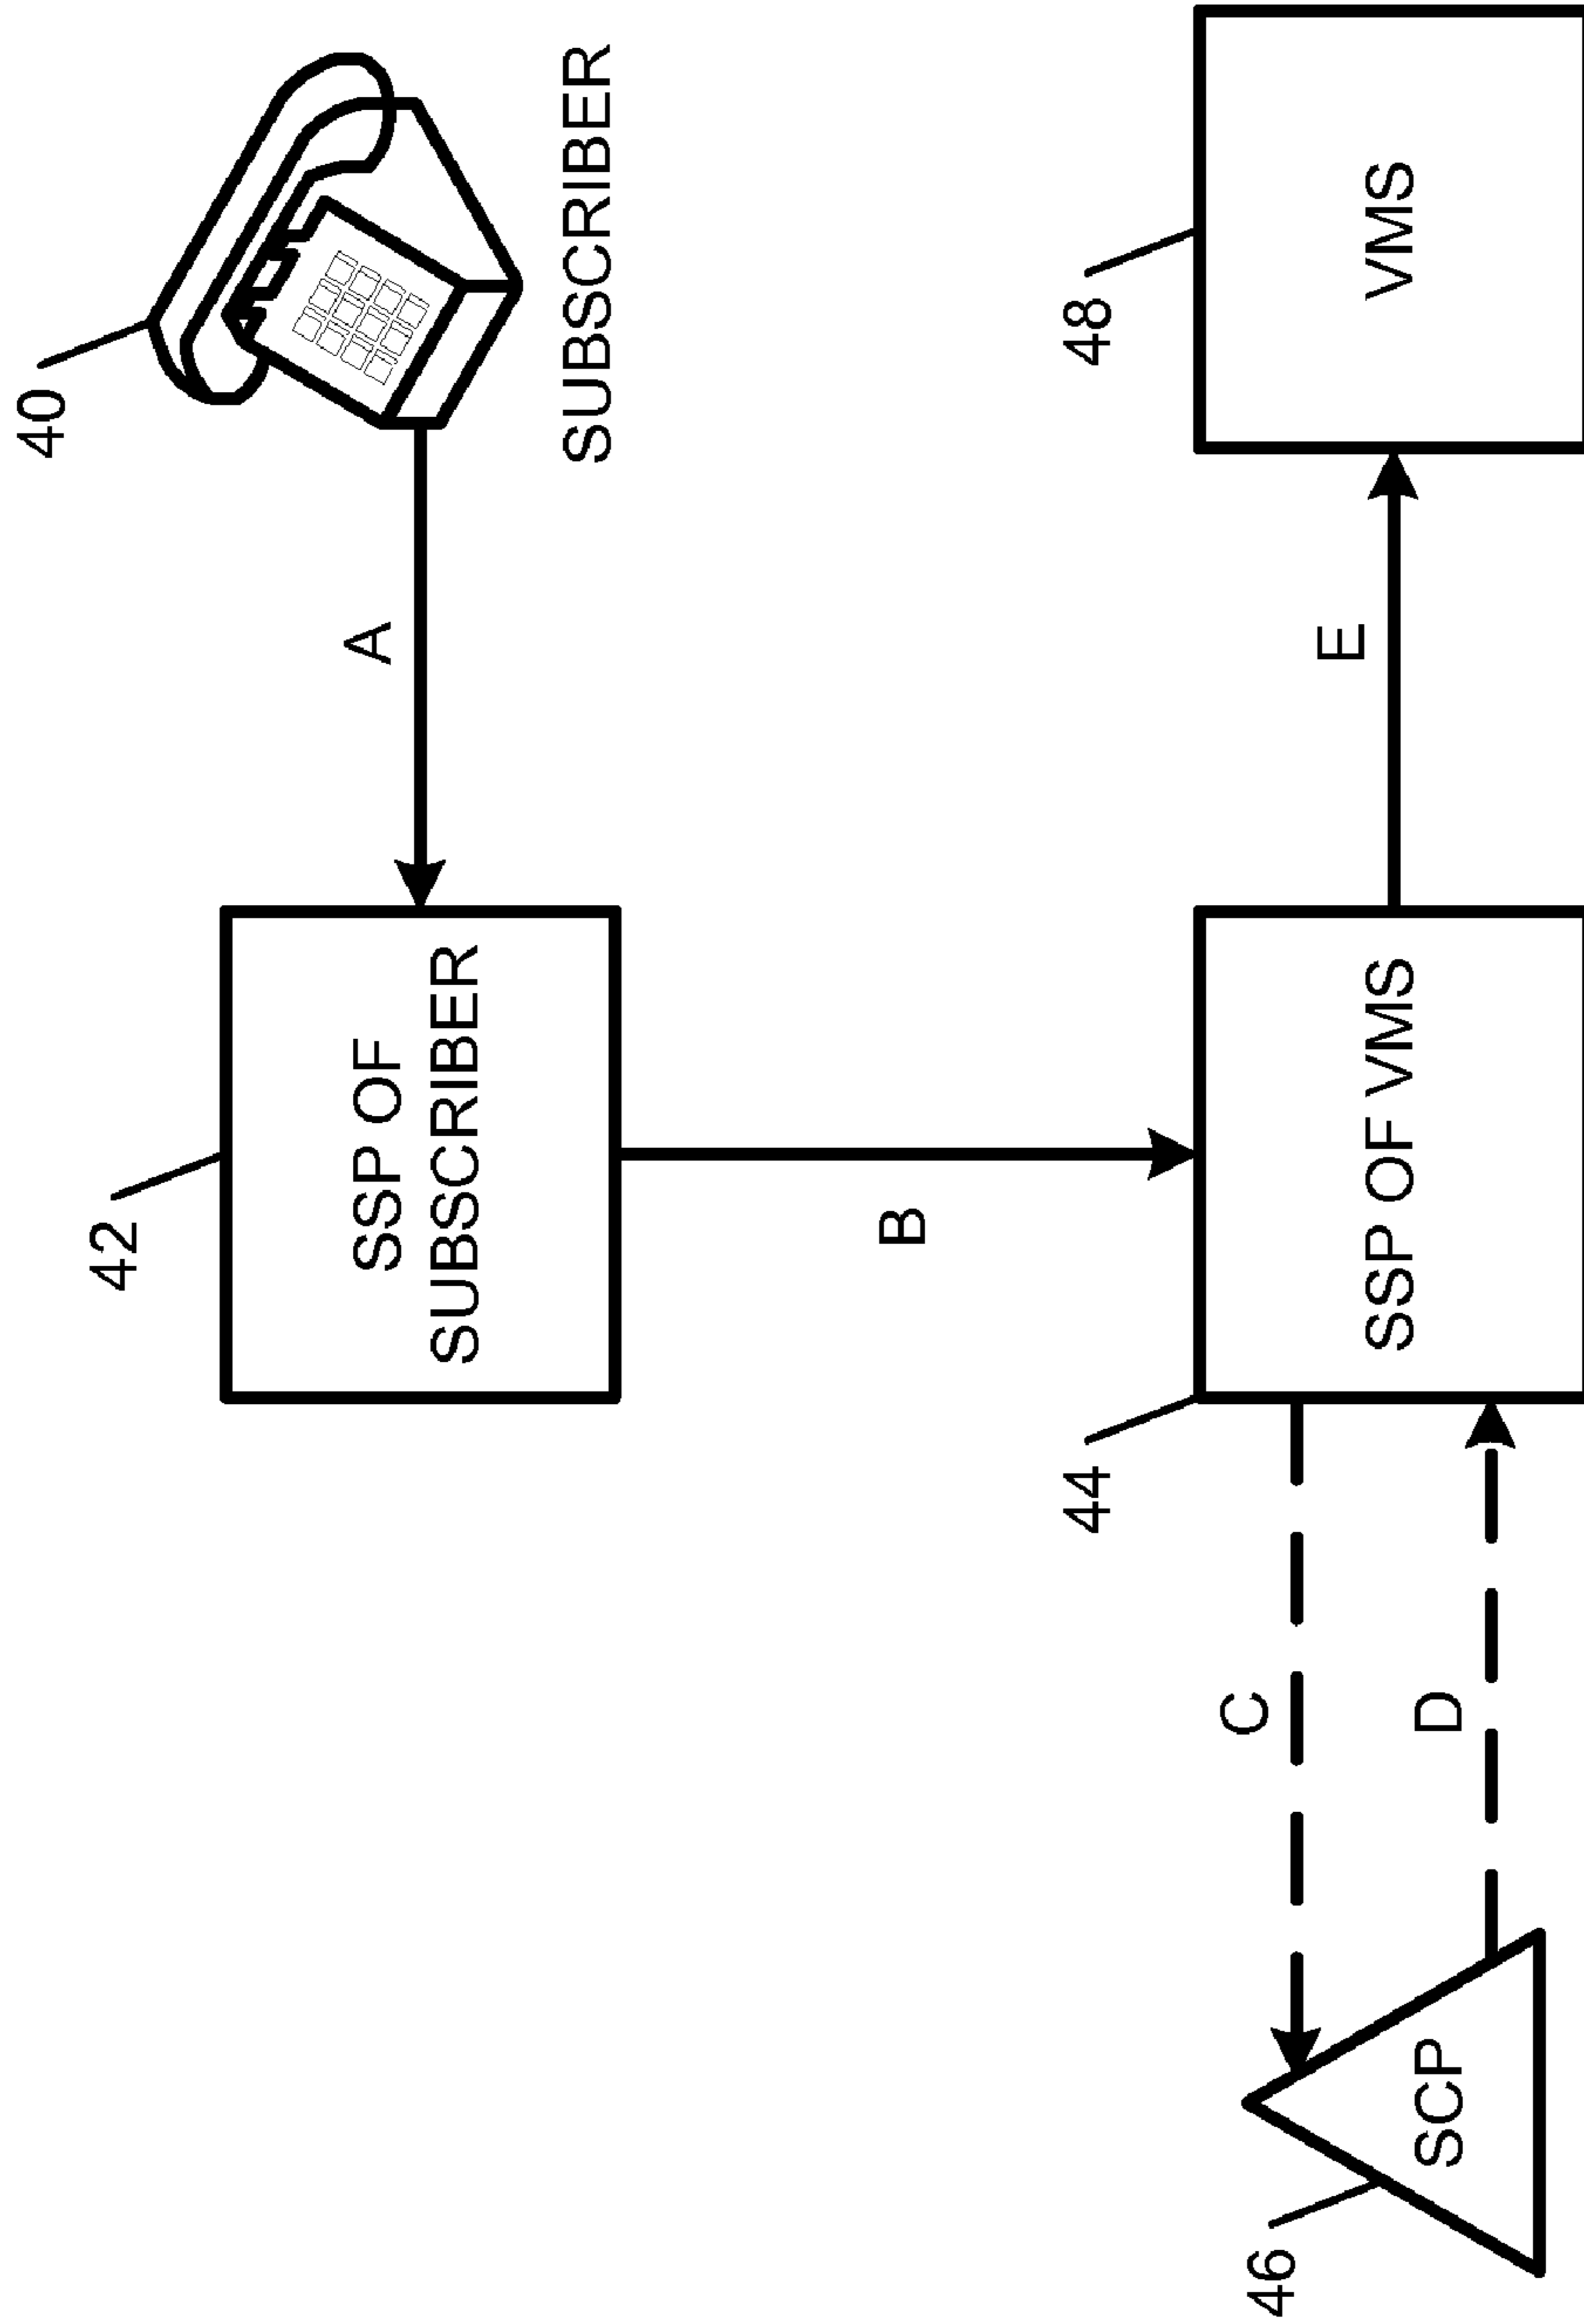 40
SUBSCRIBER
A
42
SSP OF
SUBSCRIBER
B
44
SSP OF VMS
C
D
46
SCP
E
48
VMS